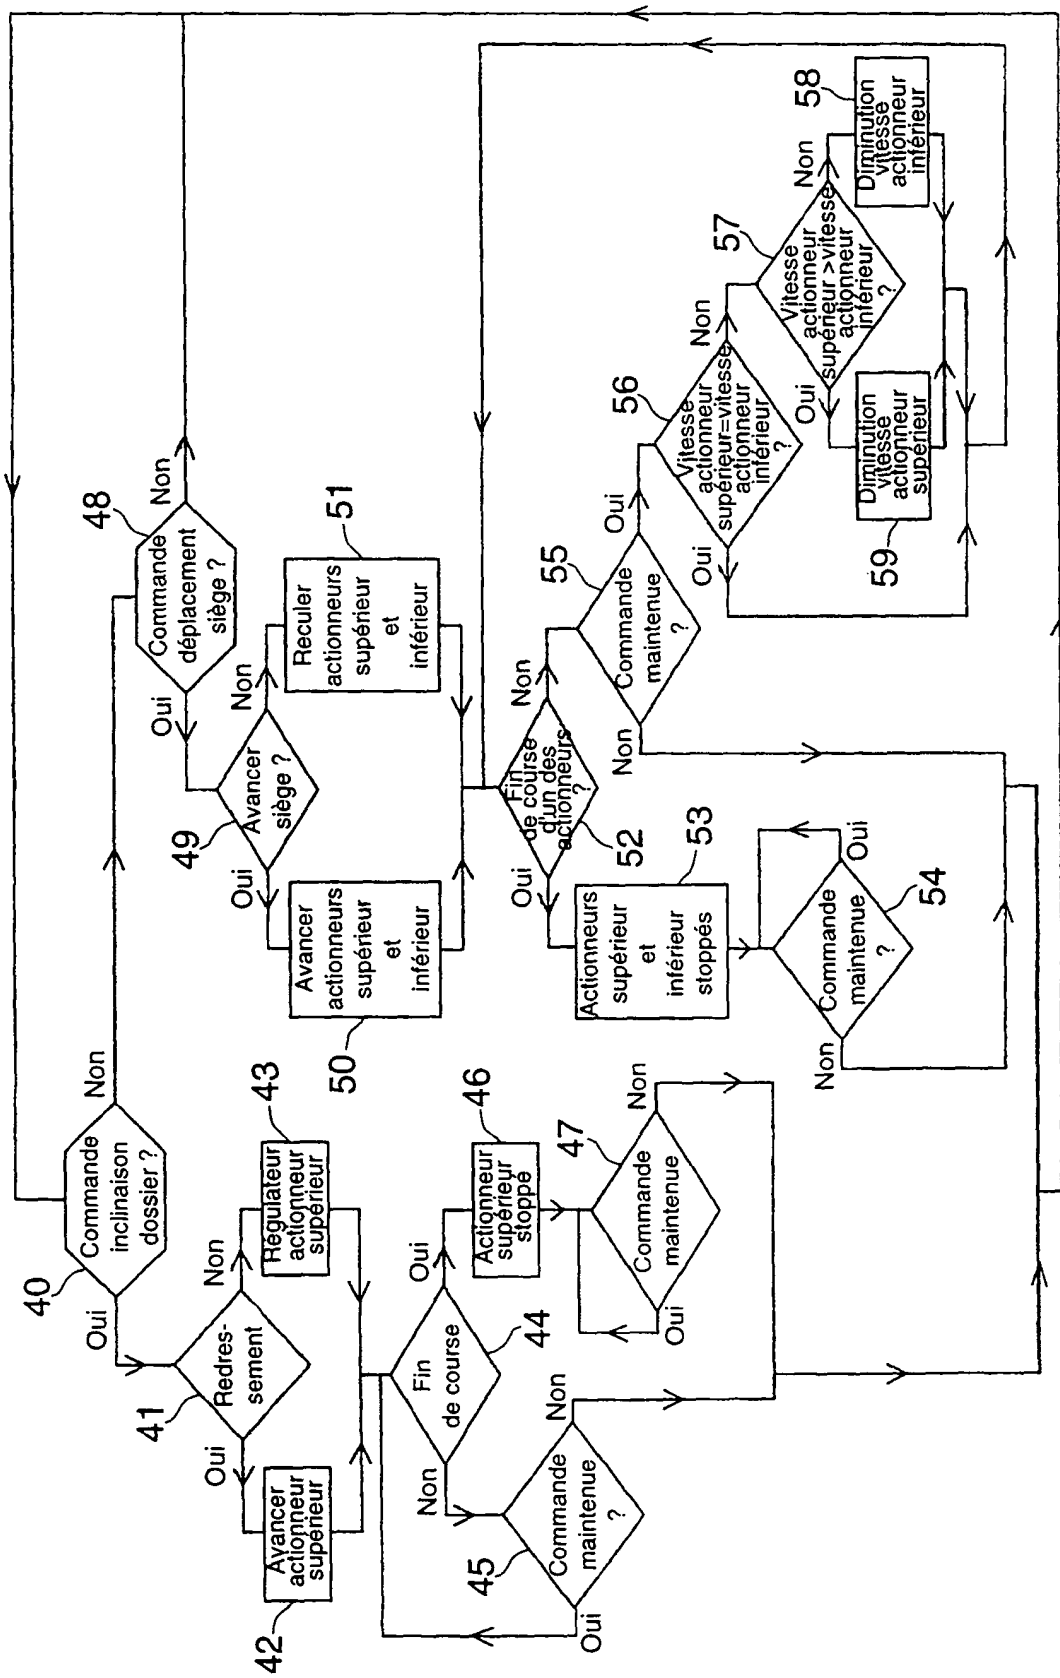 40
Commande
inclinaison
dossier ?
Oui
Non
41
Redres-
sement
Oui
Non
42
Avancer
actionneur
supérieur
43
Régulateur
actionneur
supérieur
44
Fin
de course
Non
Oui
45
Commande
maintenue
?
Oui
Non
46
Actionneur
supérieur
stoppé
47
Commande
maintenue
Oui
Non
48
Commande
déplacement
siège ?
Oui
Non
49
Avancer
siège ?
Oui
Non
50
Avancer
actionneurs
supérieur
et
inférieur
51
Reculer
actionneurs
supérieur
et
inférieur
52
Fin
de course
d'un des
actionneurs
?
Oui
Non
53
Actionneurs
supérieur
et
inférieur
stoppés
54
Commande
maintenue
?
Non
Oui
55
Commande
maintenue
?
Non
Oui
56
Vitesse
actionneur
supérieur=vitesse
actionneur
inférieur
?
Oui
Non
57
Vitesse
actionneur
supérieur >vitesse
actionneur
inférieur
?
Oui
Non
58
Diminution
vitesse
actionneur
inférieur
59
Diminution
vitesse
actionneur
supérieur